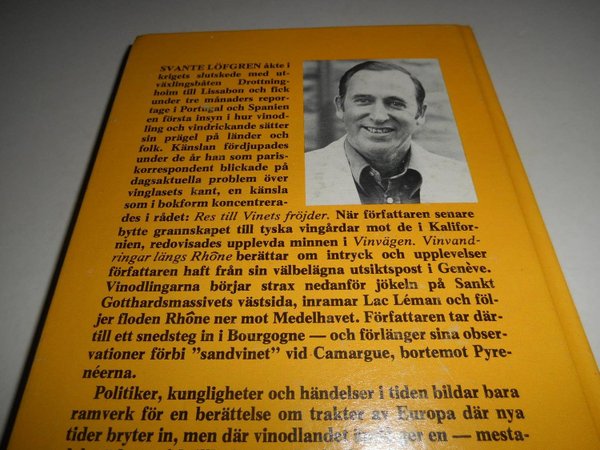 SVANTE LÖFGREN åkte i
krigets slutskede med ut-
växlingsbåten Drottning-
holm till Lissabon och fick
under tre månaders repor-
tage i Portugal och Spanien
en första insyn i hur vinod-
ling och vindrickande sätter
sin prägel på länder och
folk. Känslan fördjupades
under de år han som paris-
korrespondent blickade på
dagsaktuella problem över
vinglasets kant, en känsla
som i bokform koncentrera-
des i rådet: Res till Vinets fröjder. När författaren senare
bytte grannskapet till tyska vingårdar mot de i Kalifor-
nien, redovisades upplevda minnen i Vinvägen. Vinvand-
ringar längs Rhône berättar om intryck och upplevelser
författaren haft från sin välbelägna utsiktspost i Genève.
Vinodlingarna börjar strax nedanför jökeln på Sankt
Gotthardsmassivets västsida, inramar Lac Léman och föl-
jer floden Rhône ner mot Medelhavet. Författaren tar där-
till ett snedsteg in i Bourgogne — och förlänger sina obser-
vationer förbi "sandvinet" vid Camargue, bortemot Pyre-
néerna.
Politiker, kungligheter och händelser i tiden bildar bara
ramverk för en berättelse om trakter av Europa där nya
tider bryter in, men där vinodlandet en — mesta-